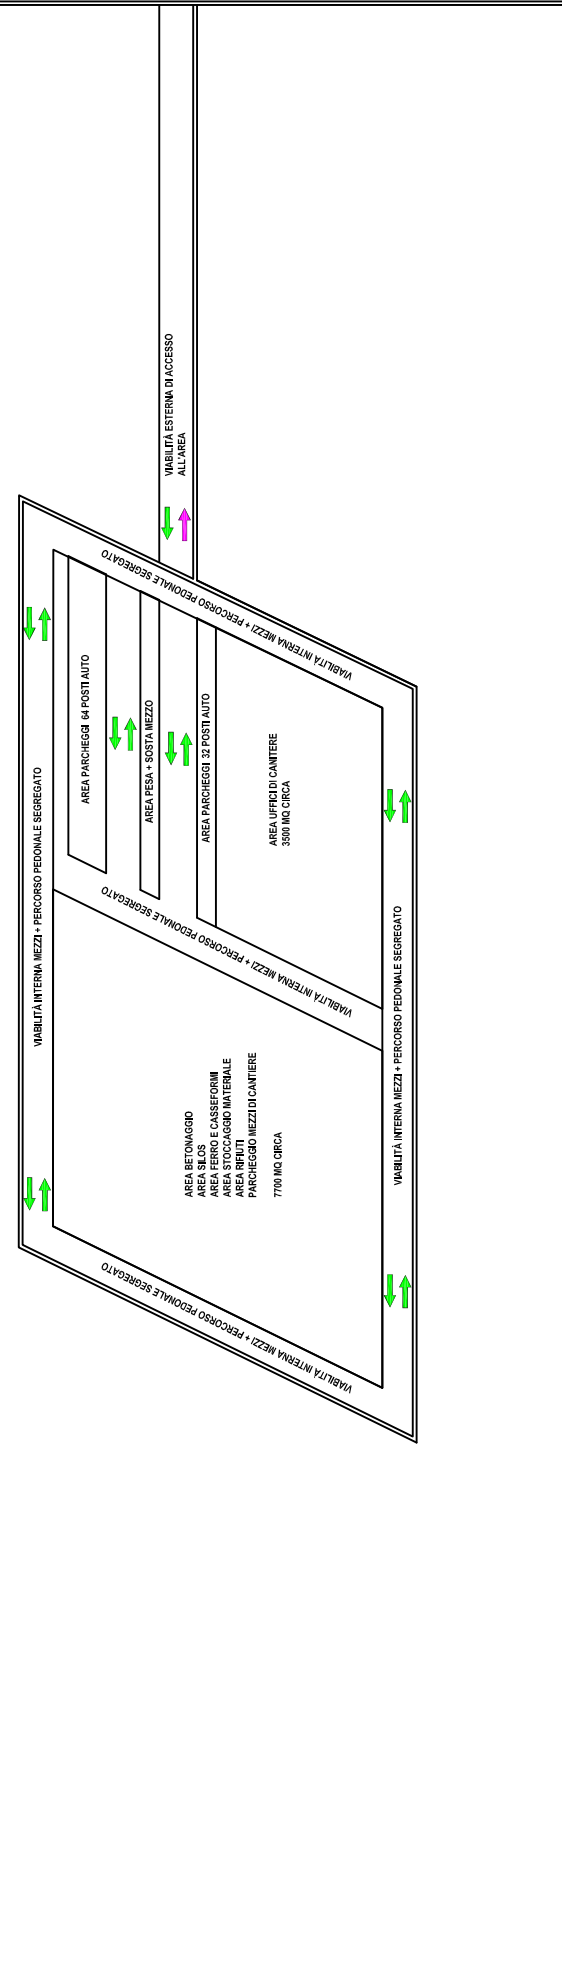 VIABILITÀ ESTERNA DI ACCESSO
ALL'AREA
VIABILITÀ INTERNA MEZZI + PERCORSO PEDONALE SEGREGATO
VIABILITÀ INTERNA MEZZI + PERCORSO PEDONALE SEGREGATO
AREA PARCHEGGI 64 POSTI AUTO
AREA PESA + SOSTA MEZZO
AREA PARCHEGGI 32 POSTI AUTO
AREA UFFICI DI CANITERE
3500 MQ CIRCA
VIABILITÀ INTERNA MEZZI + PERCORSO PEDONALE SEGREGATO
VIABILITÀ INTERNA MEZZI + PERCORSO PEDONALE SEGREGATO
AREA BETONAGGIO
AREA SILOS
AREA FERRO E CASSEFORMI
AREA STOCCAGGIO MATERIALE
AREA RIFIUTI
PARCHEGGIO MEZZI DI CANTIERE
7700 MQ CIRCA
VIABILITÀ INTERNA MEZZI + PERCORSO PEDONALE SEGREGATO